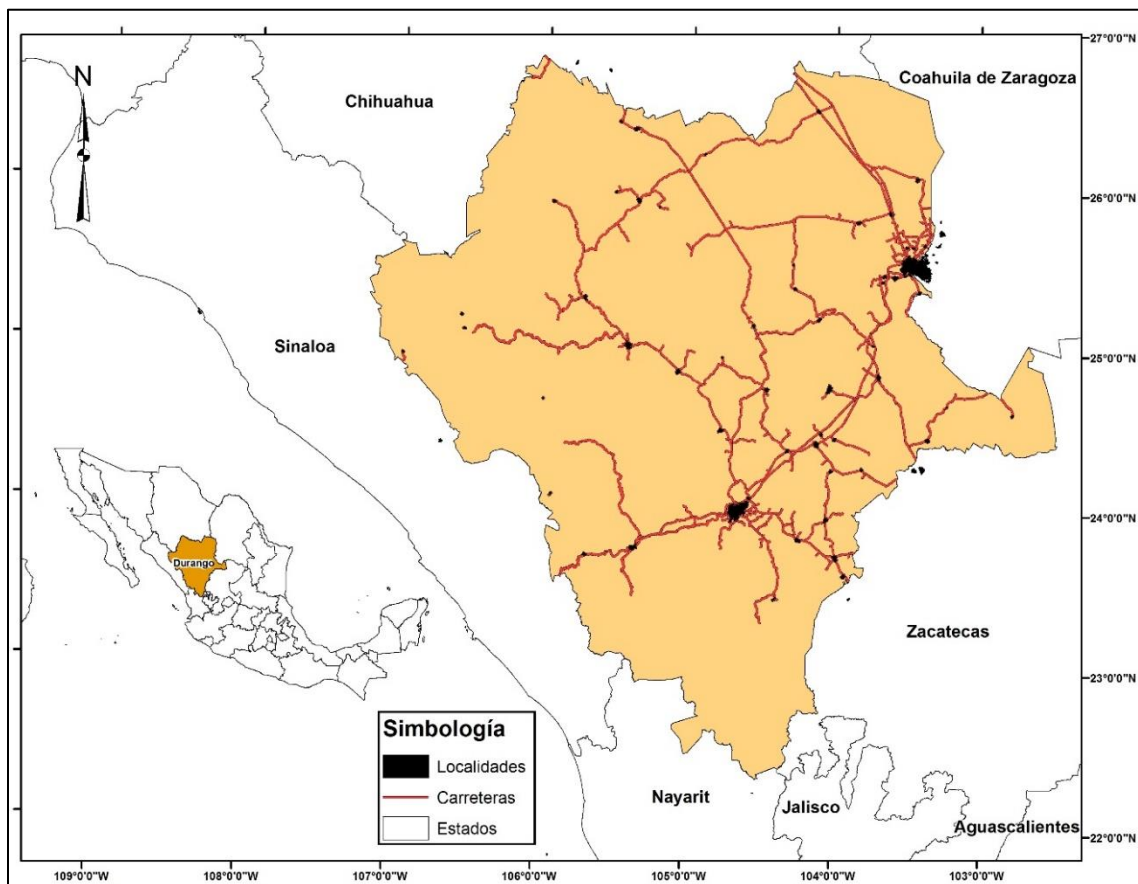 N
Chihuahua
Coahuila de Zaragoza
Sinaloa
Durango
Zacatecas
Nayarit
Jalisco
Aguascalientes
Simbología
Localidades
Carreteras
Estados
27°0'0"N
26°0'0"N
25°0'0"N
24°0'0"N
23°0'0"N
22°0'0"N
109°0'0"W
108°0'0"W
107°0'0"W
106°0'0"W
105°0'0"W
104°0'0"W
103°0'0"W